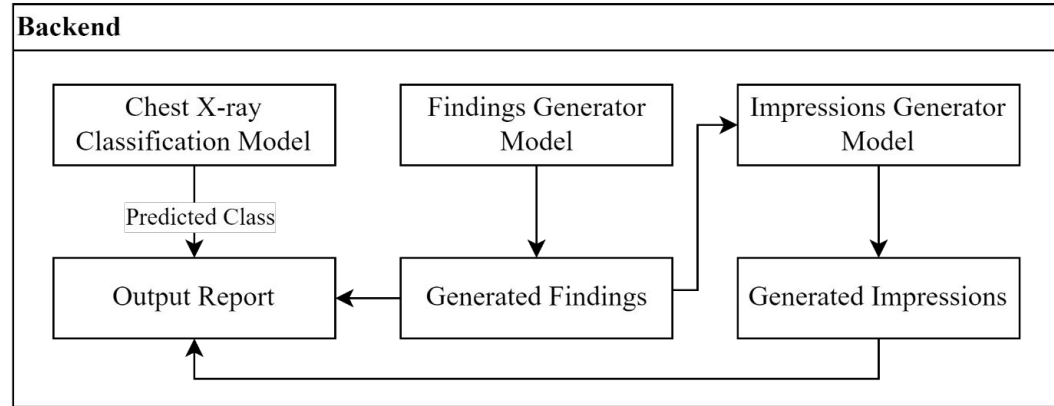 Backend
Chest X-ray
Classification Model
Findings Generator
Model
Impressions Generator
Model
Predicted Class
Output Report
Generated Findings
Generated Impressions